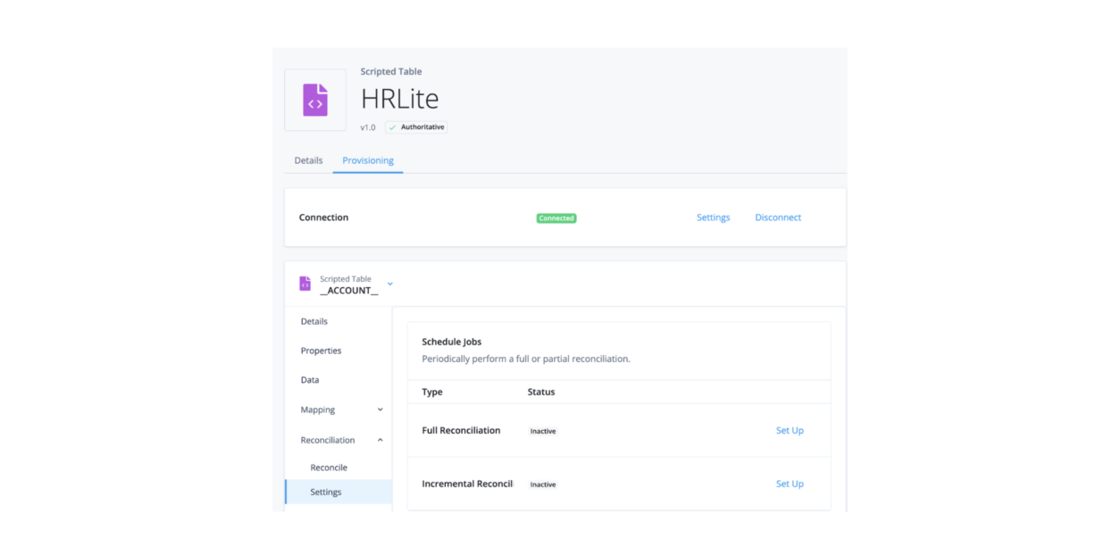 Scripted Table
HRLite
v1.0 Authoritative
Details Provisioning
Connection Connected Settings Disconnect
Scripted Table
__ACCOUNT__
Details
Properties
Data
Mapping
Reconciliation
Reconcile
Settings
Schedule Jobs
Periodically perform a full or partial reconciliation.
Type Status
Full Reconciliation Inactive Set Up
Incremental Reconcil Inactive Set Up